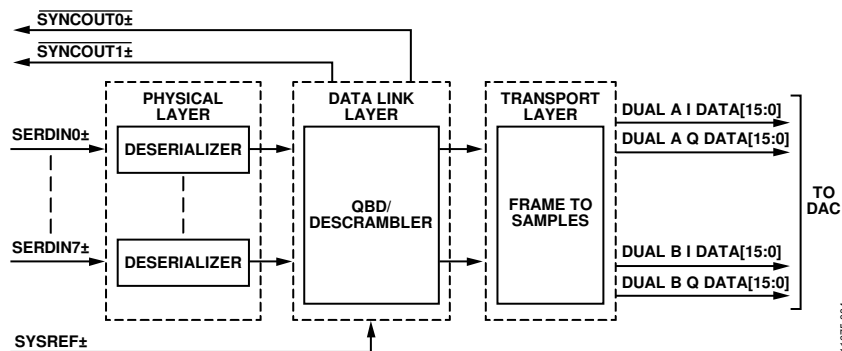 SYNCOUT0±
SYNCOUT1±
PHYSICAL
LAYER
DATA LINK
LAYER
TRANSPORT
LAYER
SERDIN0±
DESERIALIZER
QBD/
DESCRAMBLER
FRAME TO
SAMPLES
SERDIN7±
DESERIALIZER
DUAL A I DATA[15:0]
DUAL A Q DATA[15:0]
DUAL B I DATA[15:0]
DUAL B Q DATA[15:0]
TO
DAC
SYSREF±